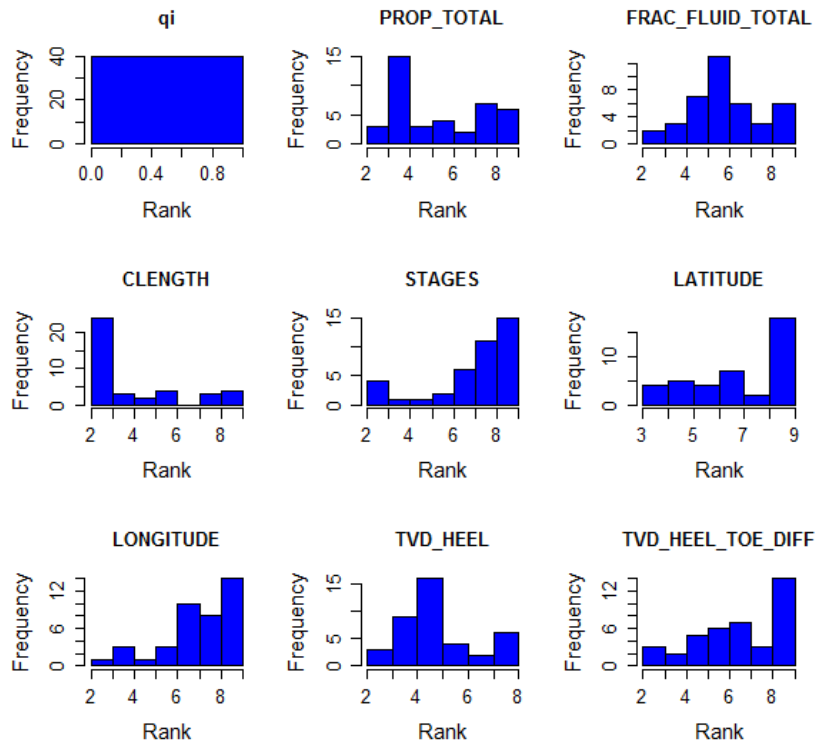 qi
PROP_TOTAL
FRAC_FLUID_TOTAL
Frequency
0 20 40
0.0 0.4 0.8
Rank
Frequency
5 15
2 4 6 8
Rank
Frequency
0 4 8
2 4 6 8
Rank
CLENGTH
STAGES
LATITUDE
Frequency
0 10 20
2 4 6 8
Rank
Frequency
0 5 15
2 4 6 8
Rank
Frequency
0 10
3 5 7 9
Rank
LONGITUDE
TVD_HEEL
TVD_HEEL_TOE_DIFF
Frequency
0 6 12
2 4 6 8
Rank
Frequency
0 5 15
2 3 4 5 6 7 8
Rank
Frequency
0 6 12
2 4 6 8
Rank